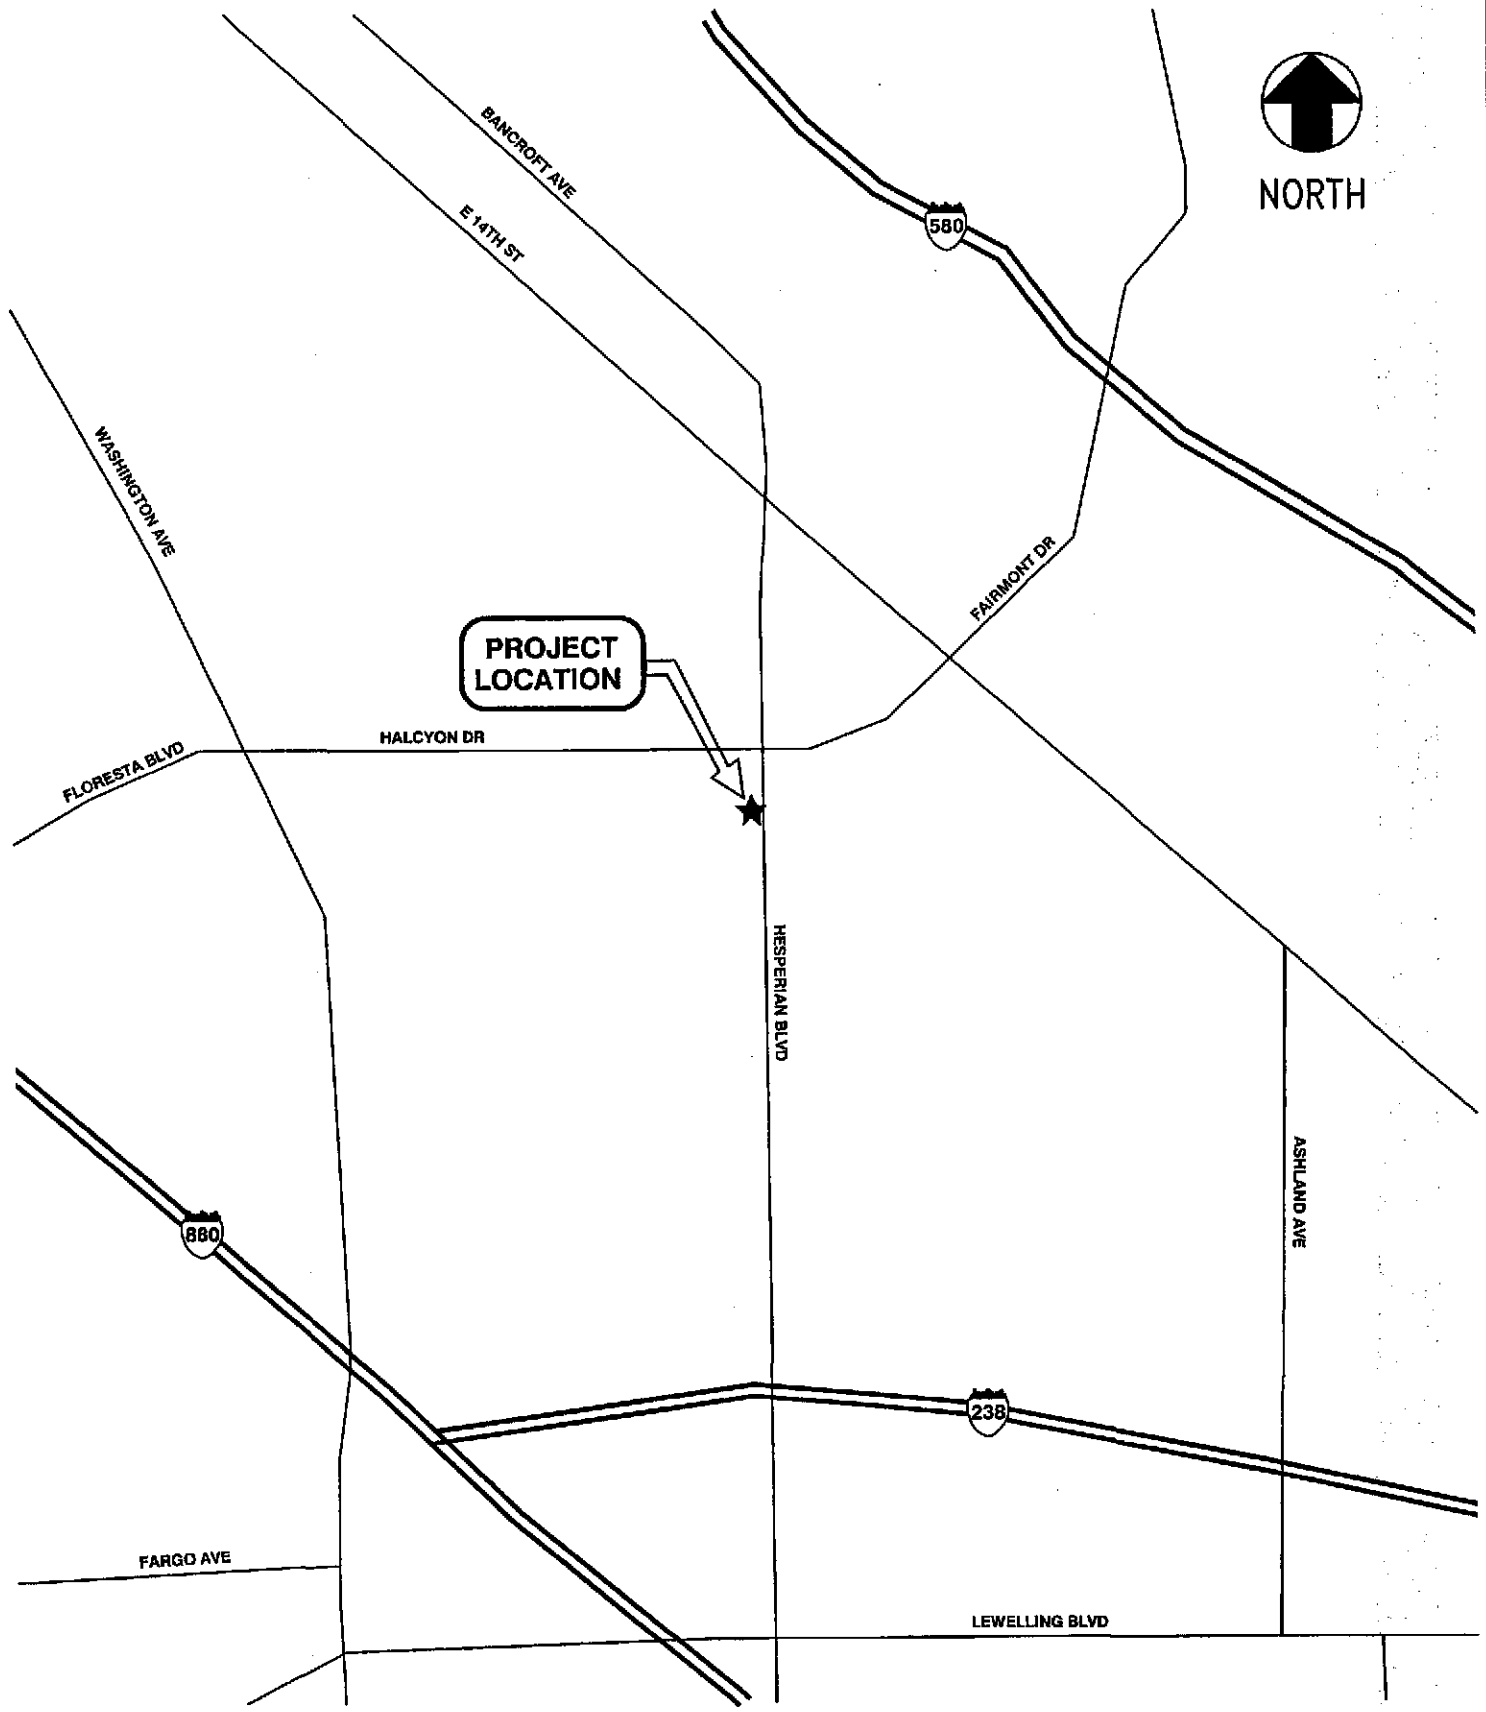 BANCROFT AVE
E 14TH ST
580
NORTH
WASHINGTON AVE
FAIRMONT DR
PROJECT
LOCATION
HALCYON DR
FLORESTA BLVD
HESPERIAN BLVD
ASHLAND AVE
880
238
FARGO AVE
LEWELLING BLVD